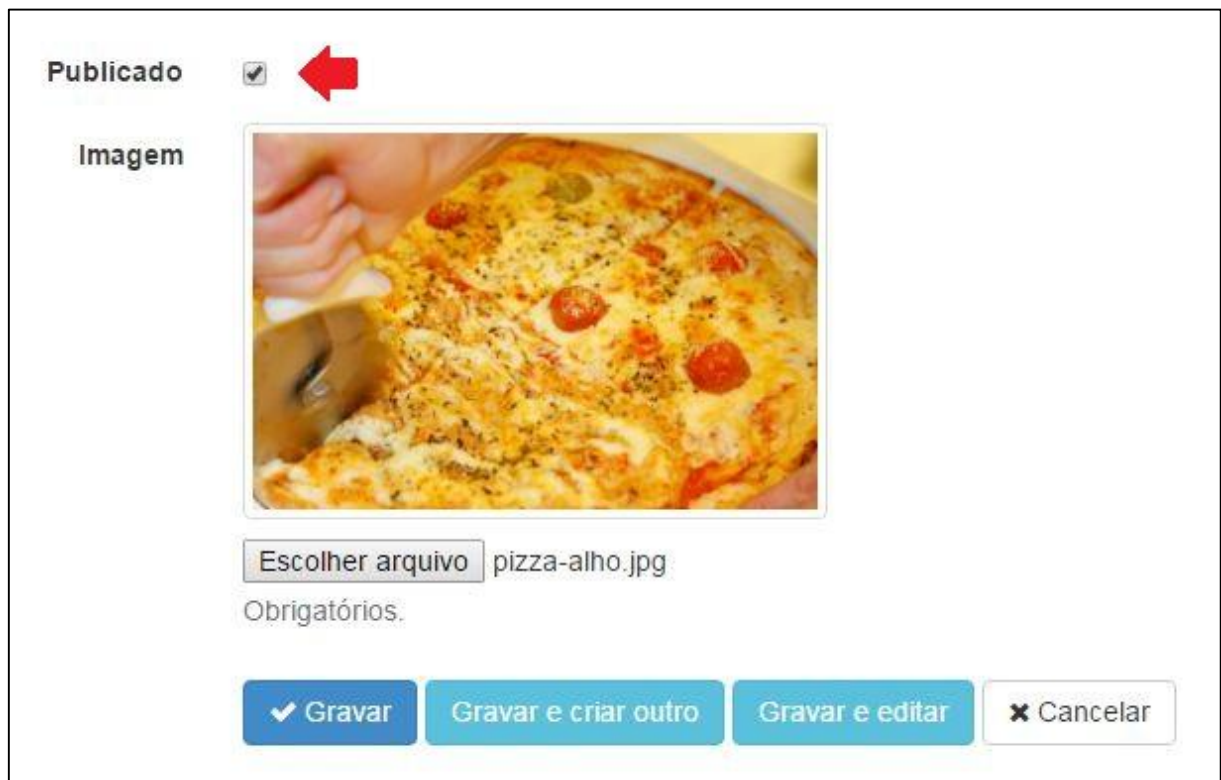 Publicado
Imagem
Escolher arquivo pizza-alho.jpg
Obrigatórios.
Gravar Gravar e criar outro Gravar e editar Cancelar